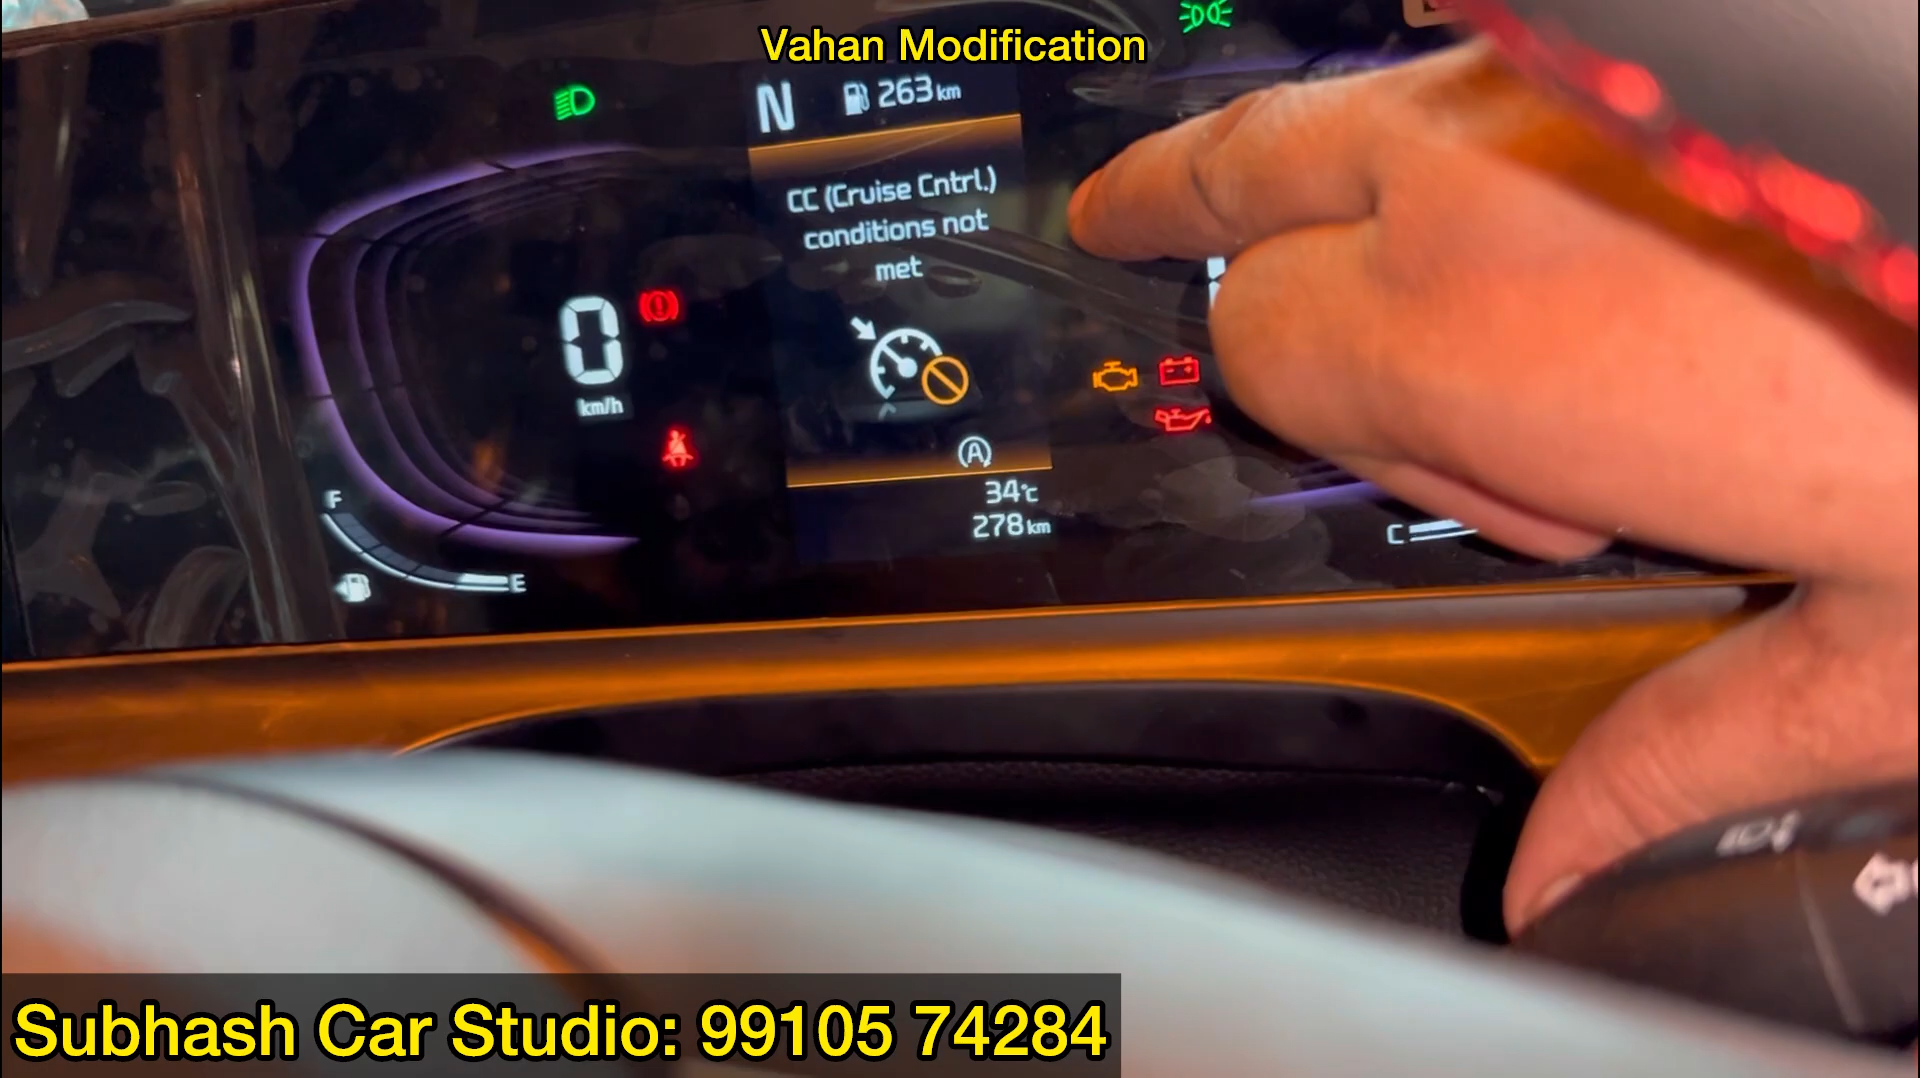 Vahan Modification
N 263 km
CC (Cruise Cntrl.)
conditions not
met
0
km/h
A
34°c
278 km
F
E
C
Subhash Car Studio: 99105 74284